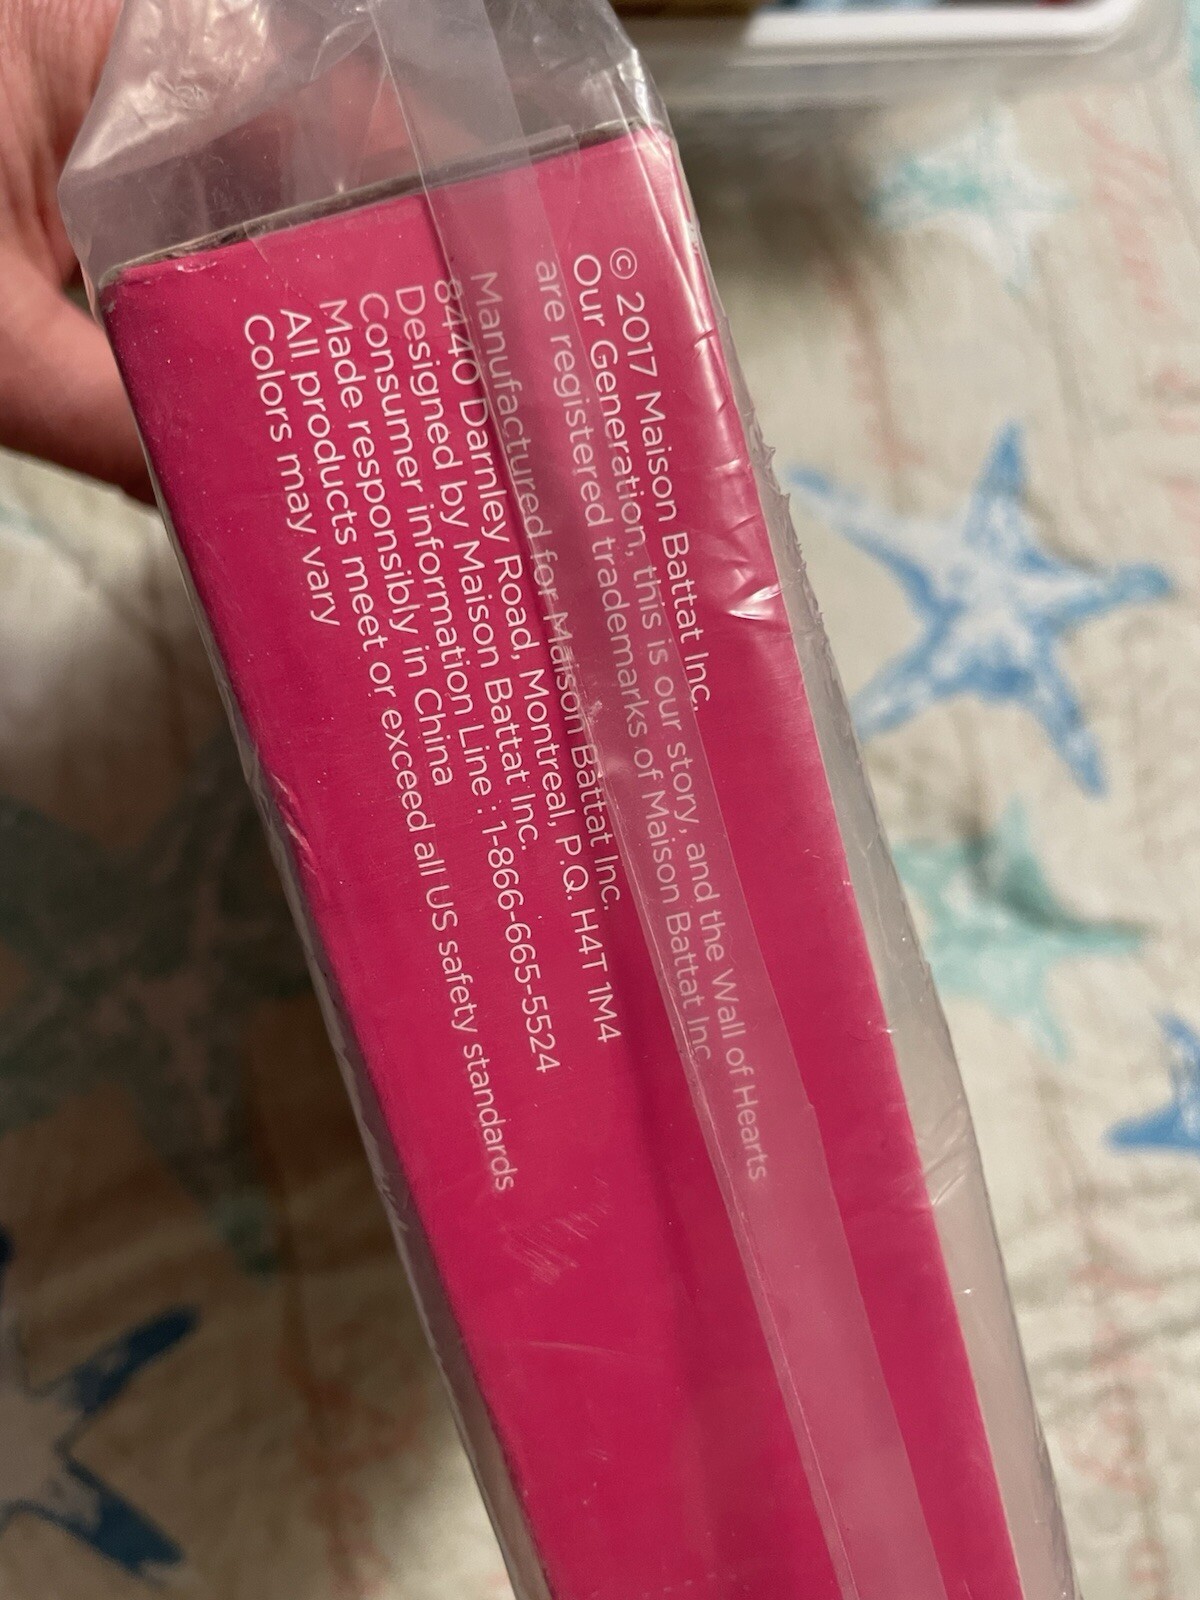 © 2017 Maison Battat Inc.
Our Generation, this is our story, and the Wall of Hearts
are registered trademarks of Maison Battat Inc.
Manufactured for Maison Battat Inc.
8440 Darnley Road, Montreal, P.Q. H4T 1M4
Designed by Maison Battat Inc.
Consumer information Line : 1-866-665-5524
Made responsibly in China
All products meet or exceed all US safety standards
Colors may vary